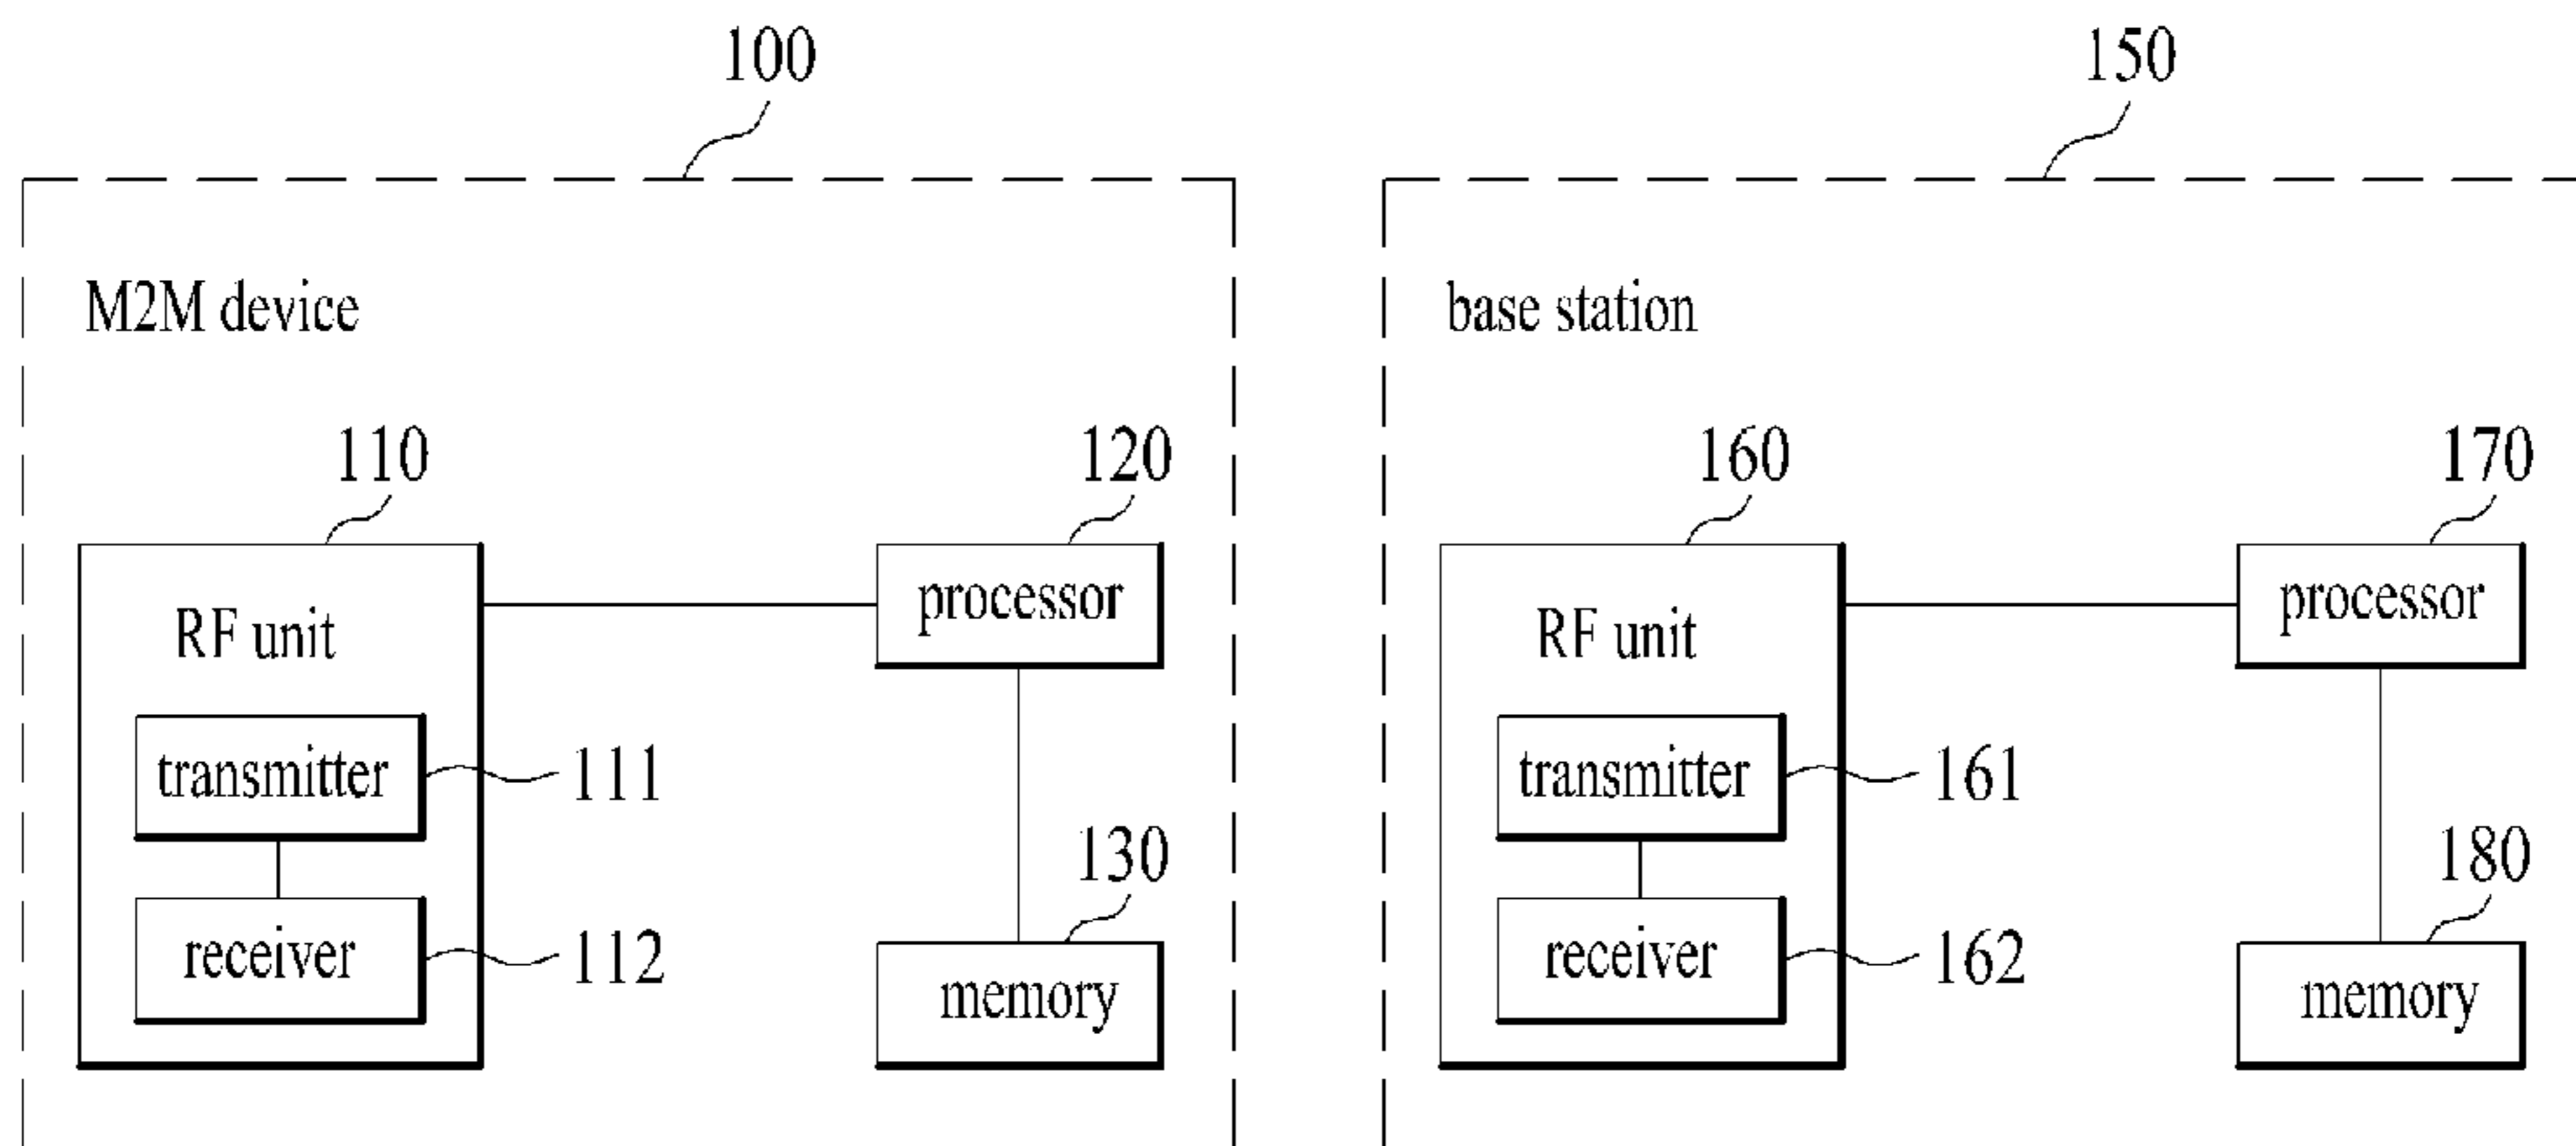 100
150
M2M device
base station
110
120
160
170
RF unit
processor
RF unit
processor
transmitter
111
transmitter
161
130
180
receiver
112
memory
receiver
162
memory